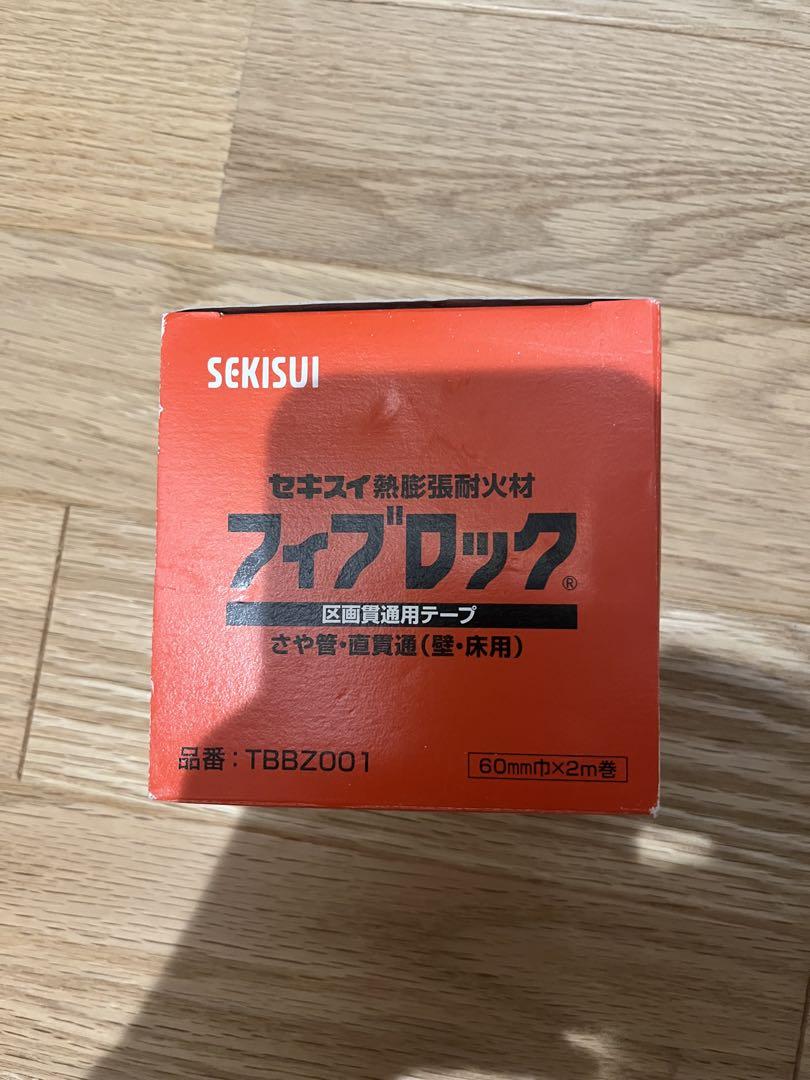 SEKISUI
セキスイ熱膨張耐火材
フィブロック®
区画貫通用テープ
さや管・直貫通(壁・床用)
品番:TBBZ001
60mm巾×2m巻